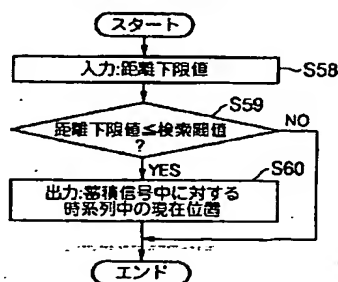 スタート
入力:距離下限値
S58
S59
距離下限値≦検索閾値
?
NO
YES
S60
出力:蓄積信号中に対する
時系列中の現在位置
エンド